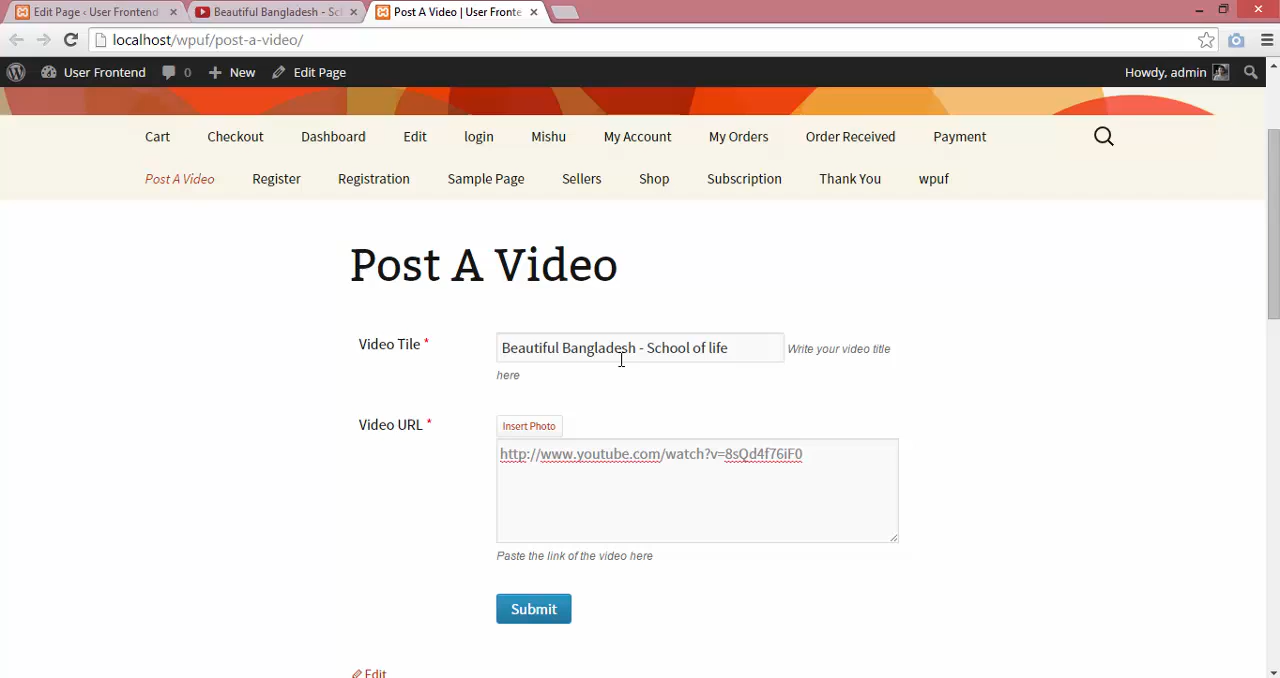 Edit Page ‹ User Frontend
Beautiful Bangladesh - Sc
Post A Video | User Fronte
localhost/wpuf/post-a-video/
User Frontend 0 New Edit Page Howdy, admin
Cart Checkout Dashboard Edit login Mishu My Account My Orders Order Received Payment
Post A Video Register Registration Sample Page Sellers Shop Subscription Thank You wpuf
Post A Video
Video Tile * Beautiful Bangladesh - School of life Write your video title
here
Video URL * Insert Photo
http://www.youtube.com/watch?v=8sQd4f76iF0
Paste the link of the video here
Submit
Edit